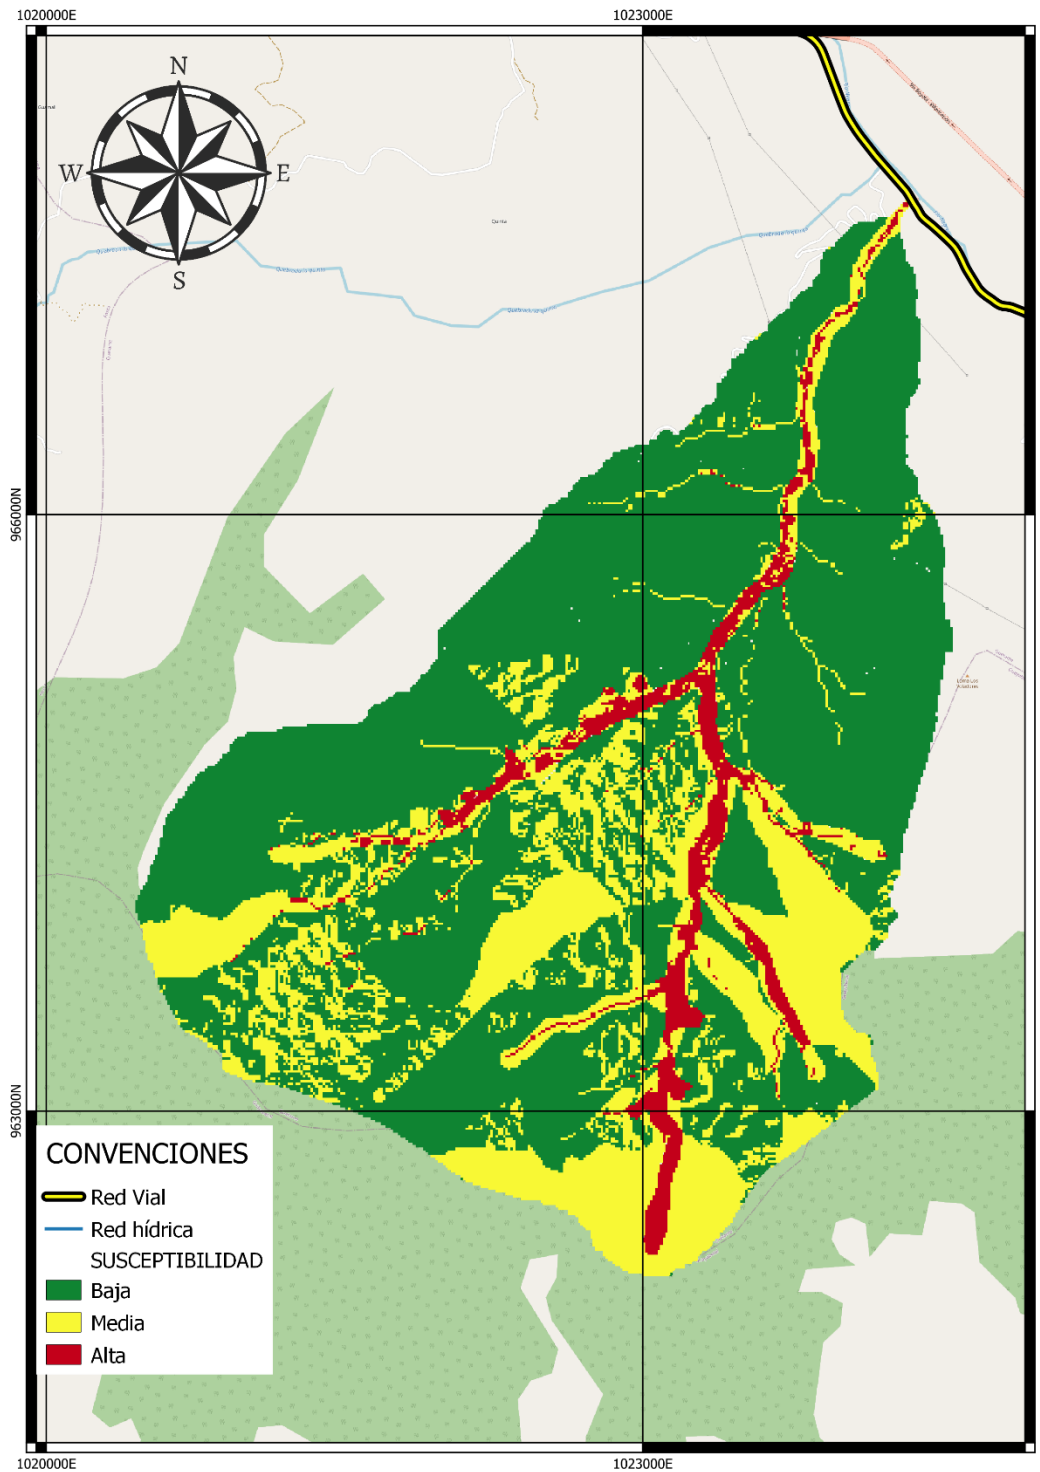 1020000E
1023000E
N
W
E
S
966000N
963000N
CONVENCIONES
Red Vial
Red hídrica
SUSCEPTIBILIDAD
Baja
Media
Alta
1020000E
1023000E